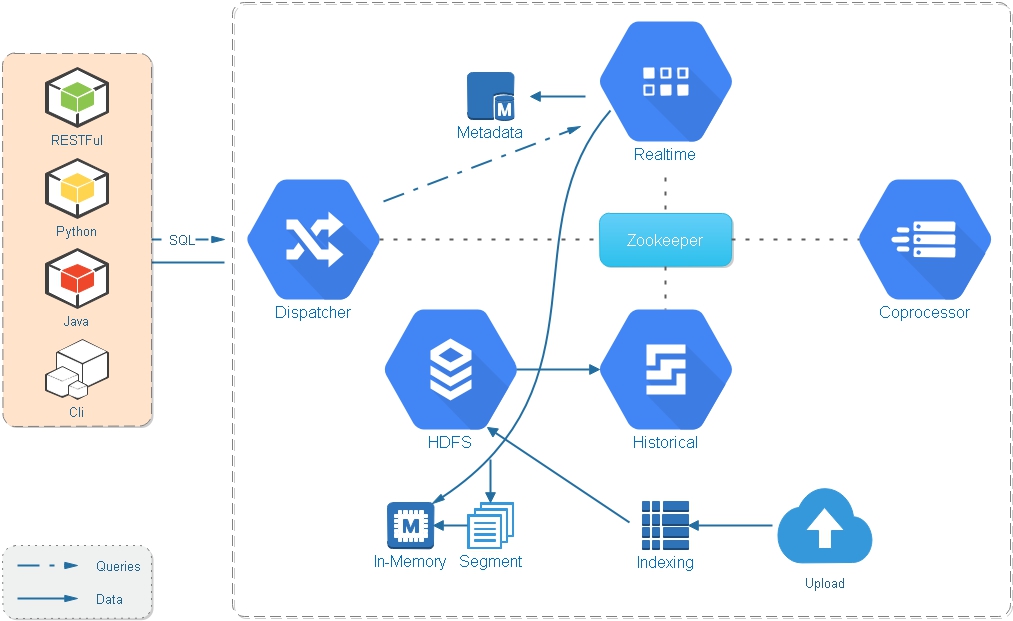 RESTFul
Python
Java
Cli
SQL
Metadata
Realtime
Dispatcher
Zookeeper
Coprocessor
HDFS
Historical
M
M
In-Memory
Segment
Indexing
Upload
Queries
Data